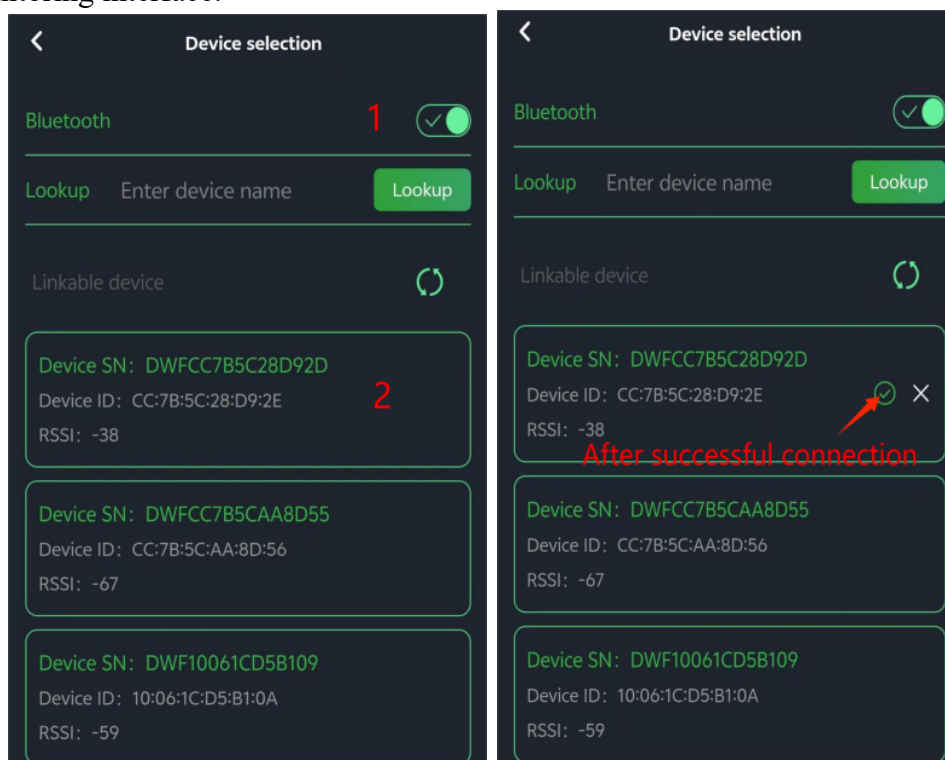 Device selection
Bluetooth 1
Lookup Enter device name Lookup
Linkable device
Device SN: DWFCC7B5C28D92D
Device ID: CC:7B:5C:28:D9:2E 2
RSSI: -38
Device SN: DWFCC7B5CAA8D55
Device ID: CC:7B:5C:AA:8D:56
RSSI: -67
Device SN: DWF10061CD5B109
Device ID: 10:06:1C:D5:B1:0A
RSSI: -59
Device selection
Bluetooth
Lookup Enter device name Lookup
Linkable device
Device SN: DWFCC7B5C28D92D
Device ID: CC:7B:5C:28:D9:2E
RSSI: -38
After successful connection
Device SN: DWFCC7B5CAA8D55
Device ID: CC:7B:5C:AA:8D:56
RSSI: -67
Device SN: DWF10061CD5B109
Device ID: 10:06:1C:D5:B1:0A
RSSI: -59